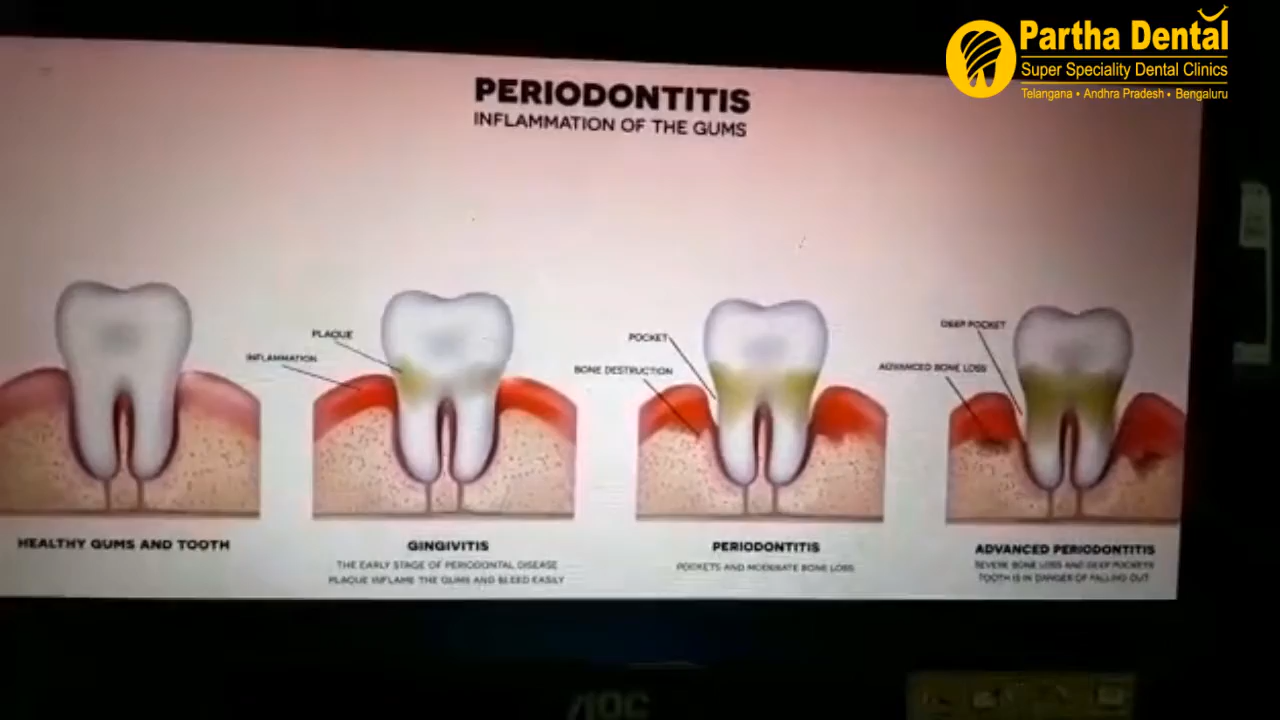 Partha Dental
Super Speciality Dental Clinics
Telangana • Andhra Pradesh • Bengaluru
PERIODONTITIS
INFLAMMATION OF THE GUMS
PLAQUE
INFLAMMATION
POCKET
BONE DESTRUCTION
DEEP POCKET
ADVANCED BONE LOSS
HEALTHY GUMS AND TOOTH
GINGIVITIS
THE EARLY STAGE OF PERIODONTAL DISEASE
PLAQUE INFLAME THE GUMS AND BLEED EASILY
PERIODONTITIS
POCKETS AND MODERATE BONE LOSS
ADVANCED PERIODONTITIS
SEVERE BONE LOSS AND DEEP POCKETS
TOOTH IS IN DANGER OF FALLING OUT
AOC